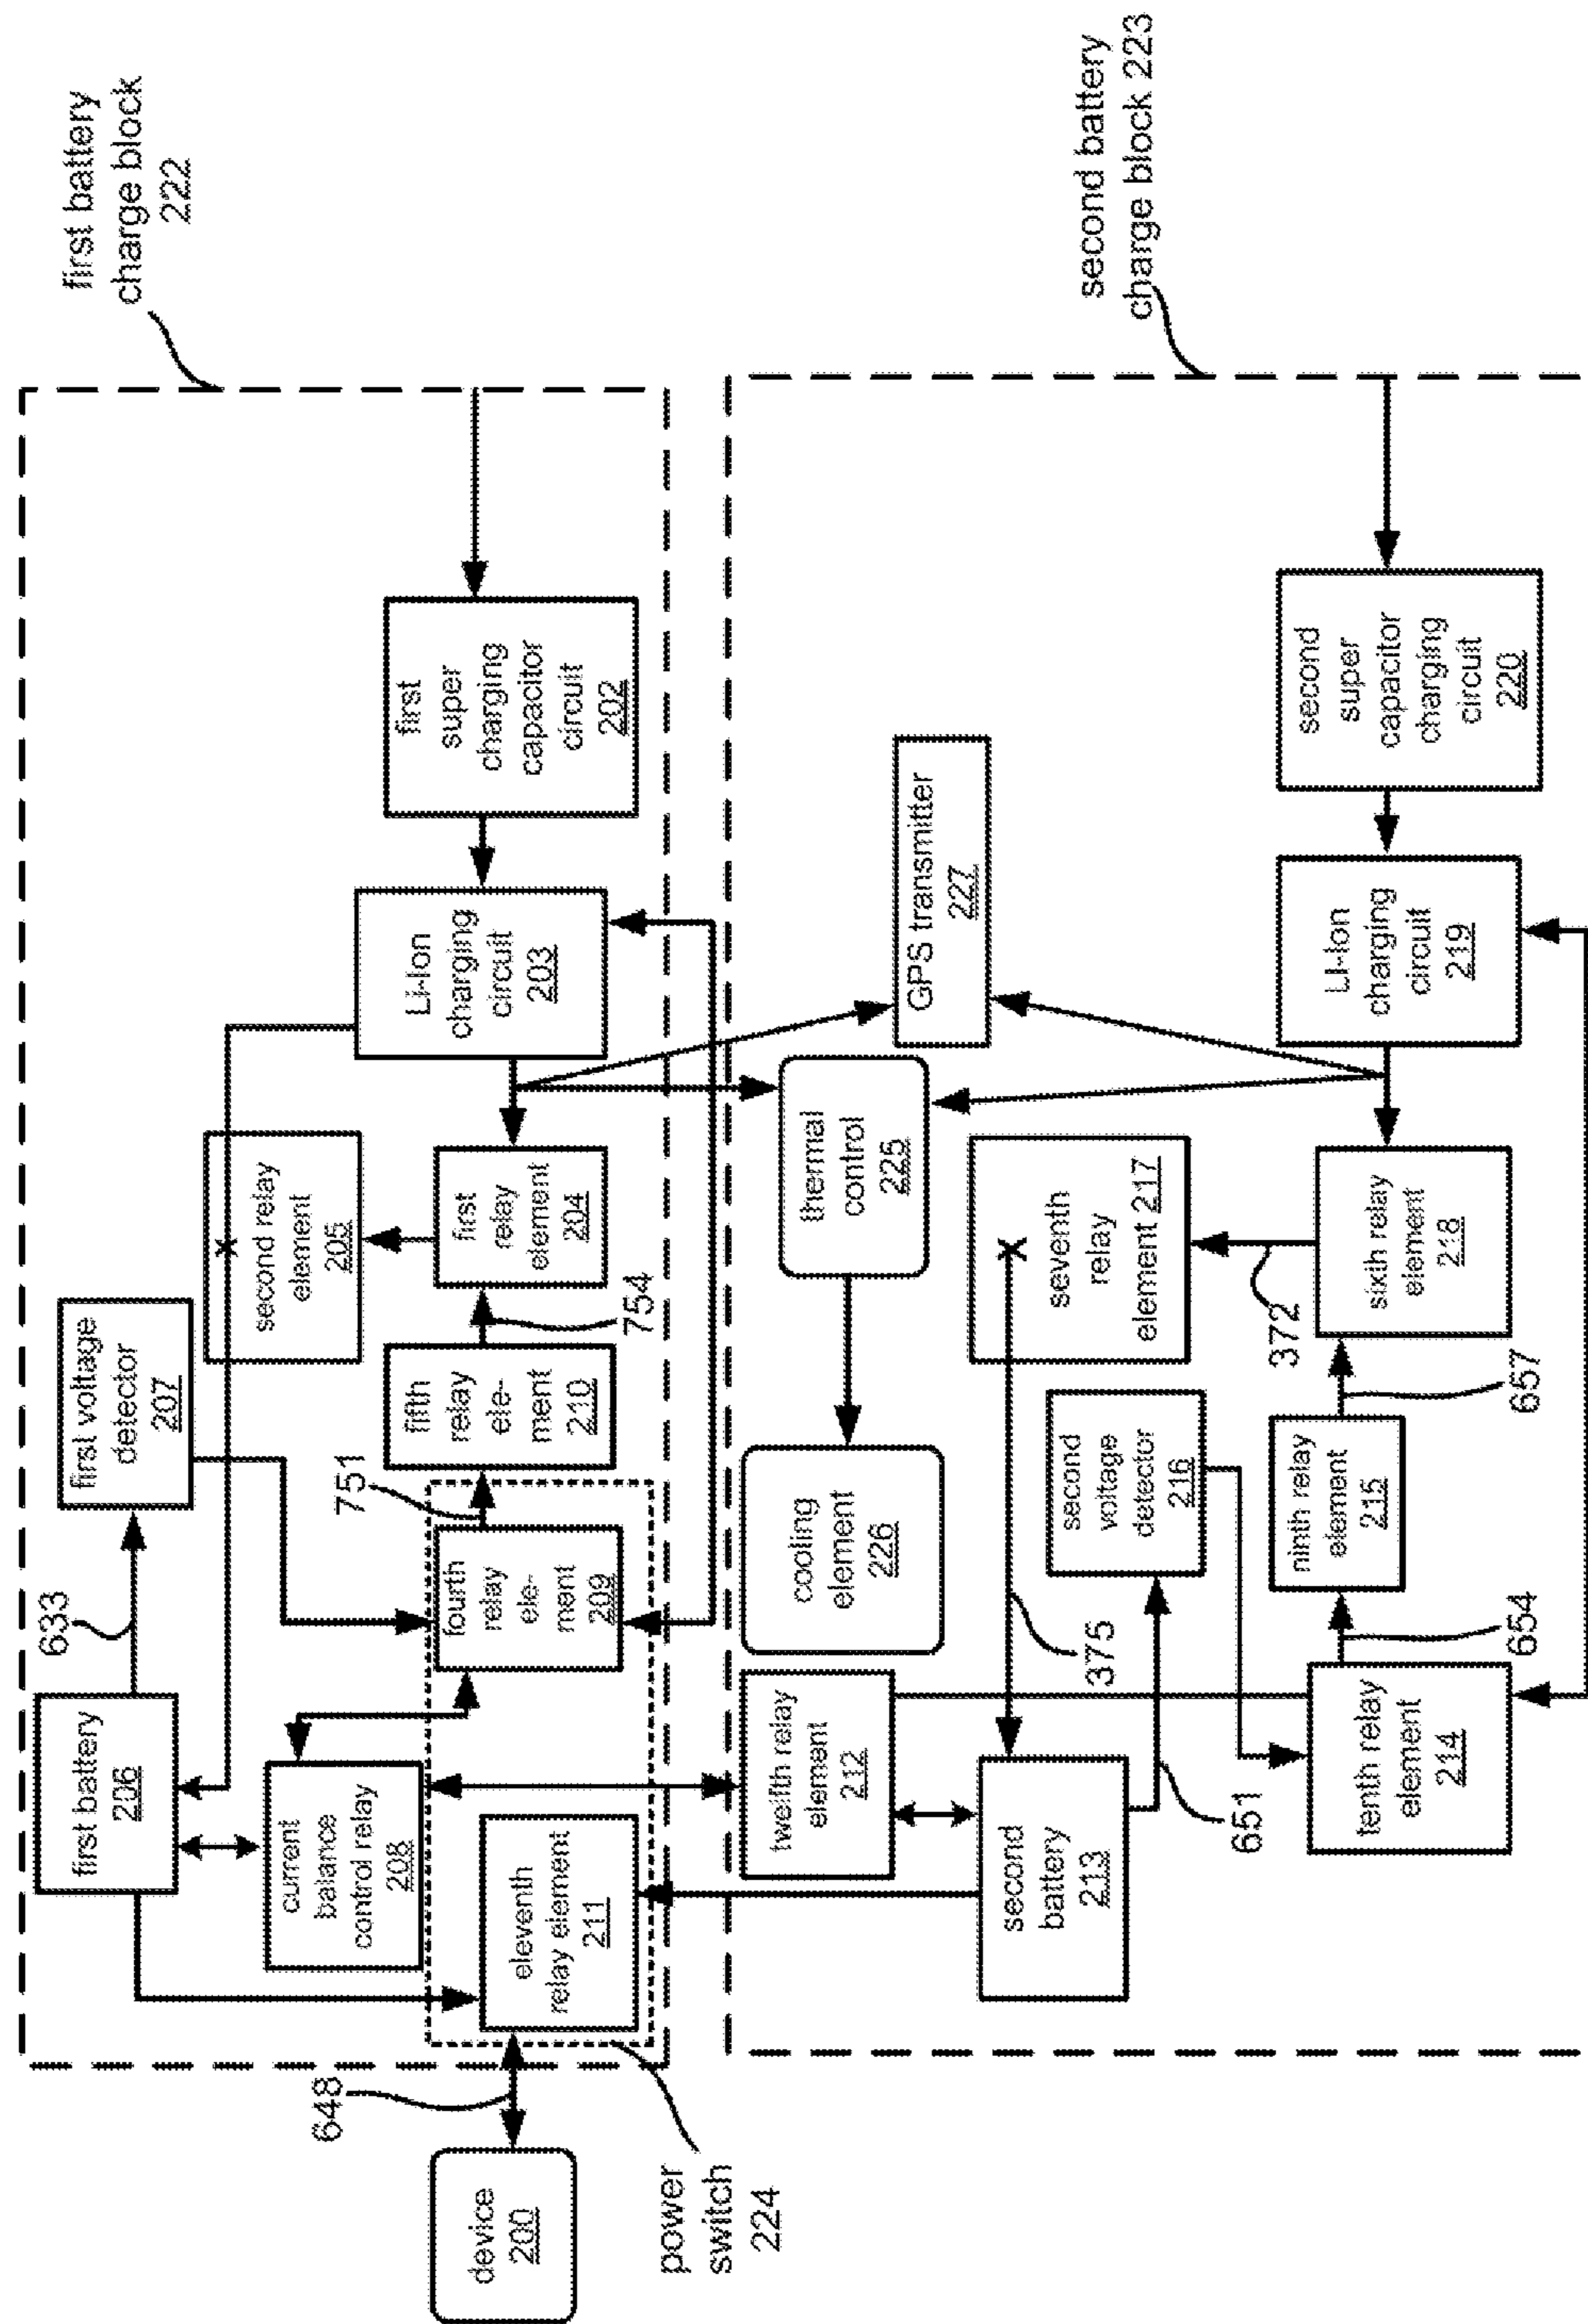 first battery
charge block
222
second battery
charge block 223
first
super
charging
capacitor
circuit
202
second
super
capacitor
charging
circuit
220
Li-Ion
charging
circuit
203
GPS transmitter
227
LI-Ion
charging
circuit
219
second relay
element
205
first
relay
element
204
thermal
control
225
seventh
relay
element 217
sixth relay
element
218
372
754
first voltage
detector
207
fifth
relay
ele-
ment
210
cooling
element
226
second
voltage
detector
216
ninth relay
element
215
657
751
633
fourth
relay
ele-
ment
209
375
654
first battery
206
current
balance
control relay
208
twelfth relay
element
212
651
tenth relay
element
214
eleventh
relay element
211
second
battery
213
648
device
200
power
switch
224